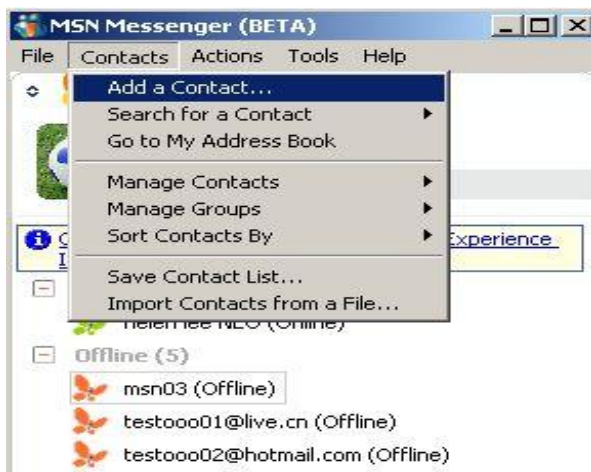 MSN Messenger (BETA)
File Contacts Actions Tools Help
Add a Contact...
Search for a Contact
Go to My Address Book
Manage Contacts
Manage Groups
Sort Contacts By
Experience
Save Contact List...
Import Contacts from a File...
(Online)
Offline (5)
msn03 (Offline)
testooo01@live.cn (Offline)
testooo02@hotmail.com (Offline)